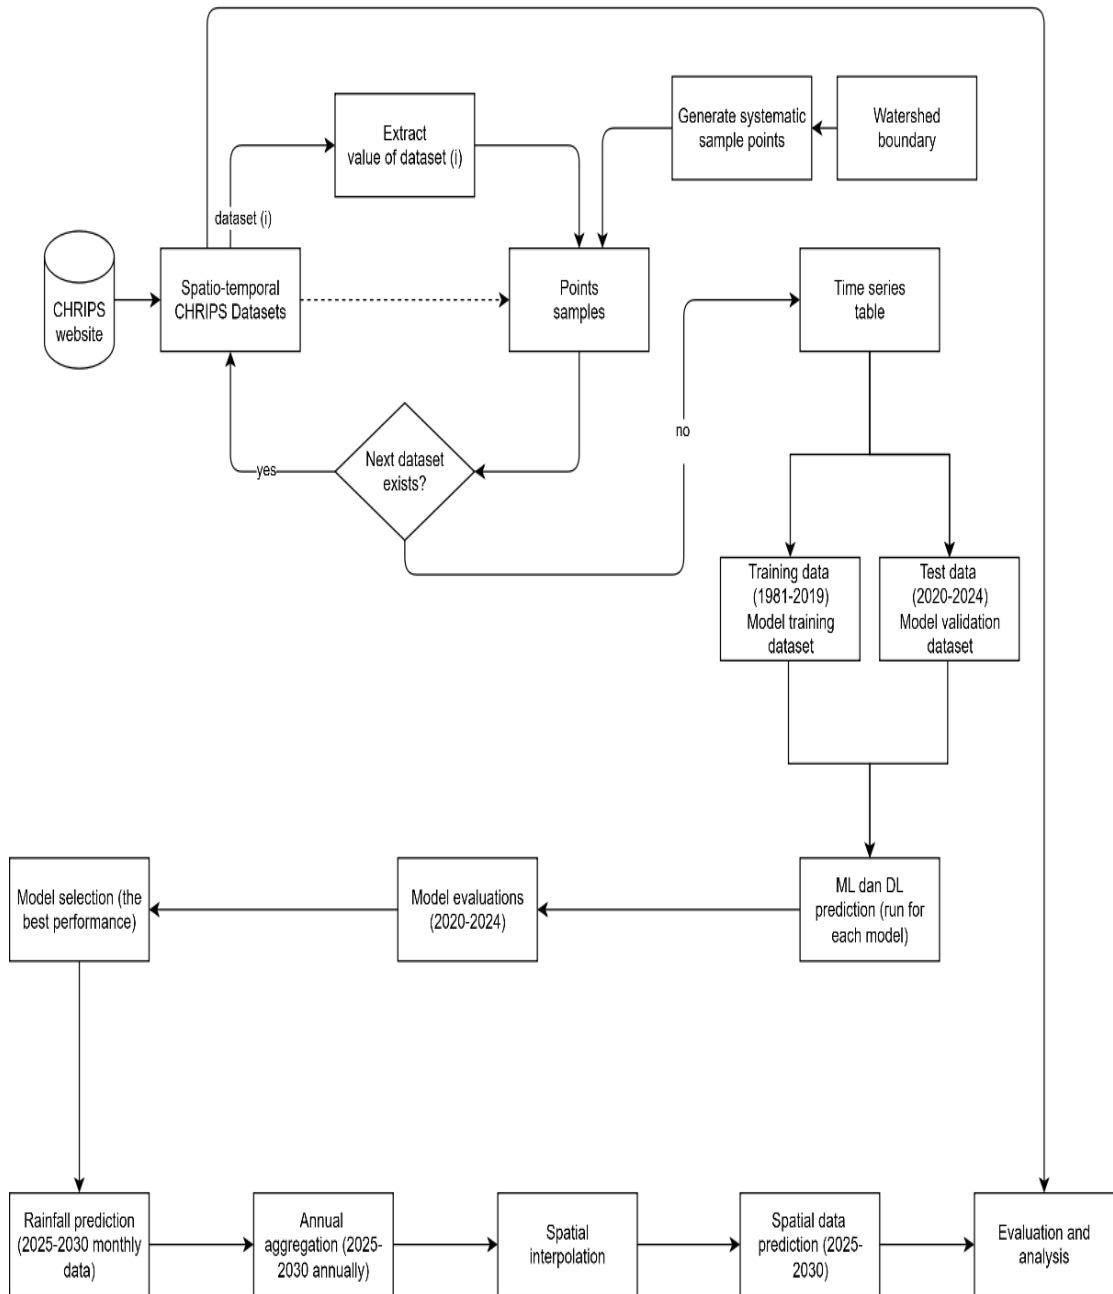 Extract
value of dataset (i)
Generate systematic
sample points
Watershed
boundary
dataset (i)
CHRIPS
website
Spatio-temporal
CHRIPS Datasets
Points
samples
Time series
table
no
yes
Next dataset
exists?
Training data
(1981-2019)
Model training
dataset
Test data
(2020-2024)
Model validation
dataset
Model selection (the
best performance)
Model evaluations
(2020-2024)
ML dan DL
prediction (run for
each model)
Rainfall prediction
(2025-2030 monthly
data)
Annual
aggregation (2025-
2030 annually)
Spatial
interpolation
Spatial data
prediction (2025-
2030)
Evaluation and
analysis